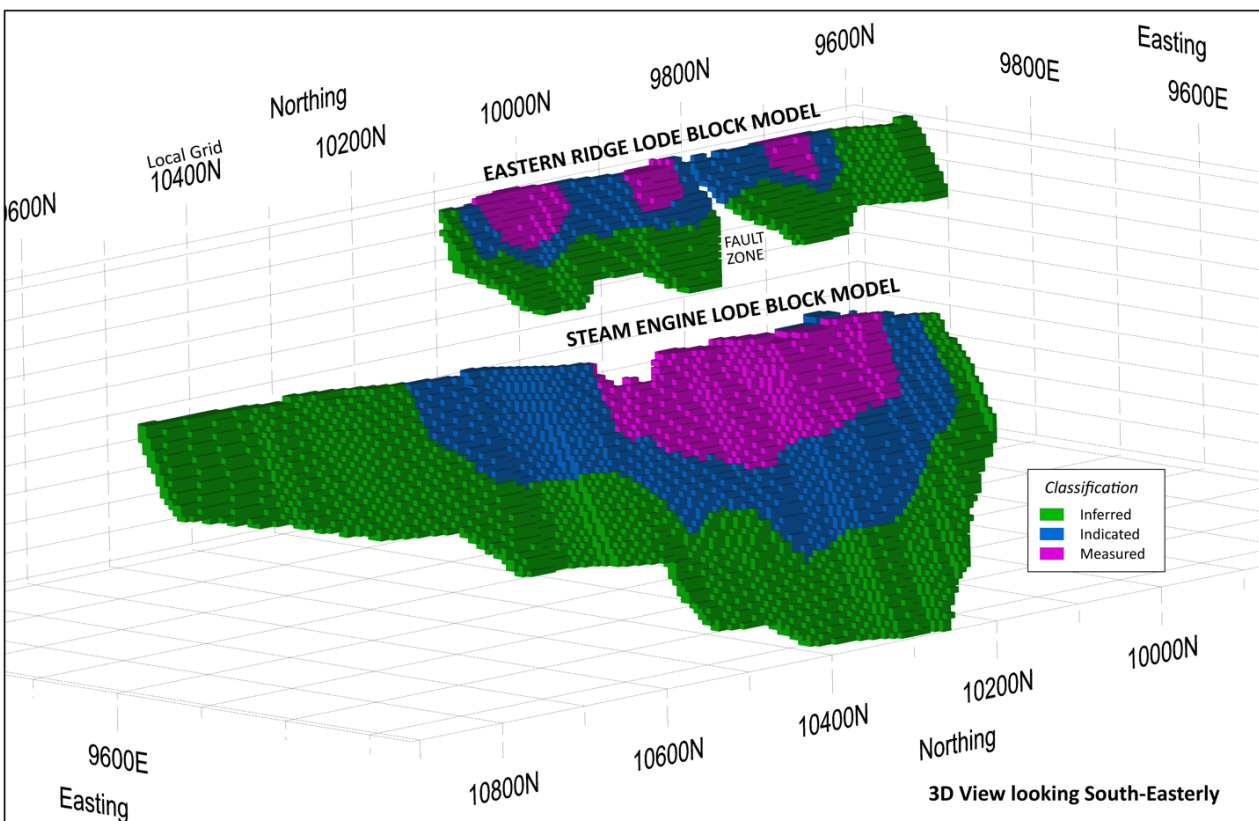 9600N
Easting
9800N
9800E
9600E
Northing
10000N
10200N
Local Grid
10400N
9600N
EASTERN RIDGE LODE BLOCK MODEL
FAULT
ZONE
STEAM ENGINE LODE BLOCK MODEL
Classification
Inferred
Indicated
Measured
10000N
10200N
10400N
Northing
10600N
10800N
9600E
Easting
3D View looking South-Easterly